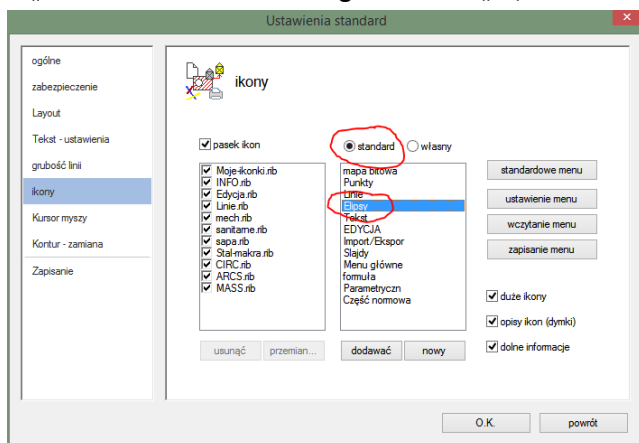 Ustawienia standard
ogólne
zabezpieczenie
Layout
Tekst - ustawienia
grubość linii
ikony
Kursor myszy
Kontur - zamiana
Zapisanie
ikony
pasek ikon
standard
własny
Moje-ikonki.rib
INFO.rib
Edycja.rib
Linie.rib
mech.rib
sanitarne.rib
sapa.rib
Stal-makra.rib
CIRC.rib
ARCS.rib
MASS.rib
mapa bitowa
Punkty
Linie
Elipsy
Tekst
EDYCJA
Import/Ekspor
Slajdy
Menu główne
formuła
Parametryczn
Część normowa
standardowe menu
ustawienie menu
wczytanie menu
zapisanie menu
duże ikony
opisy ikon (dymki)
dolne informacje
usunąć
przemian...
dodawać
nowy
O.K.
powrót